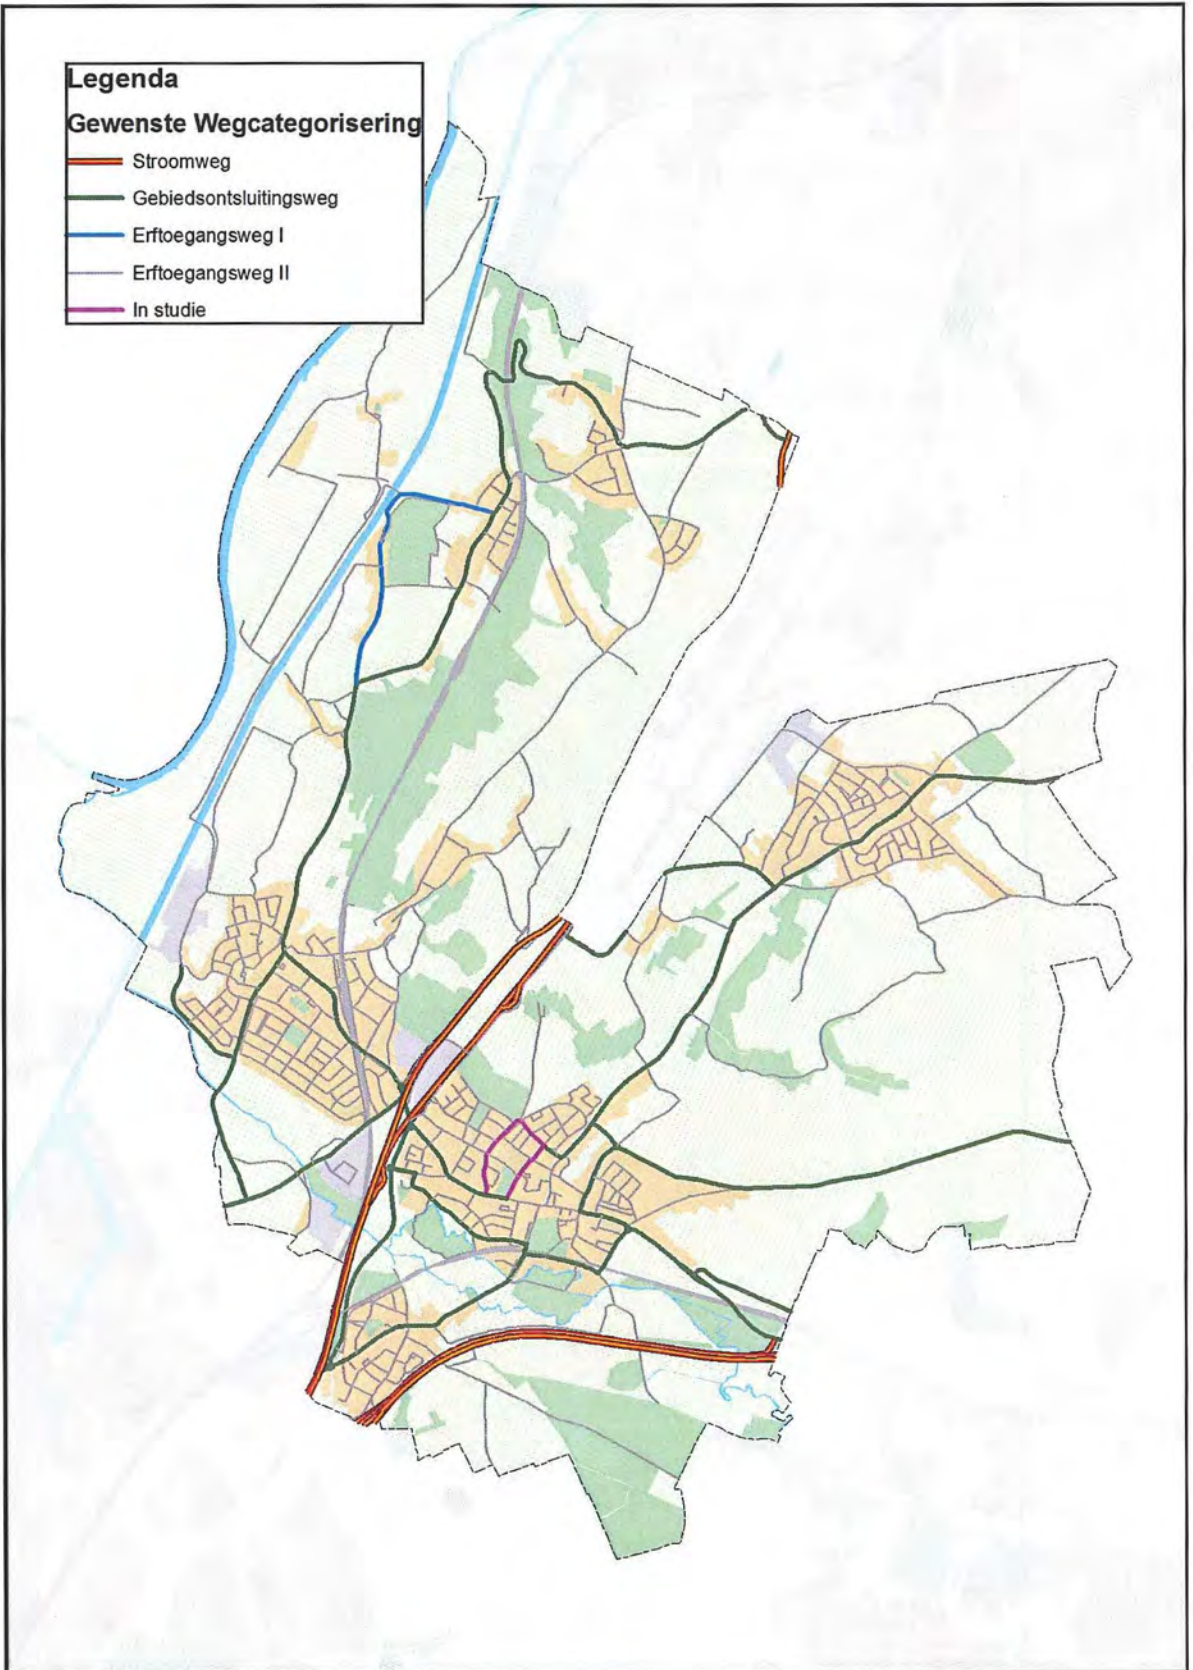 Legenda
Gewenste Wegcategorisering
Stroomweg
Gebiedsontsluitingsweg
Erftoegangsweg I
Erftoegangsweg II
In studie